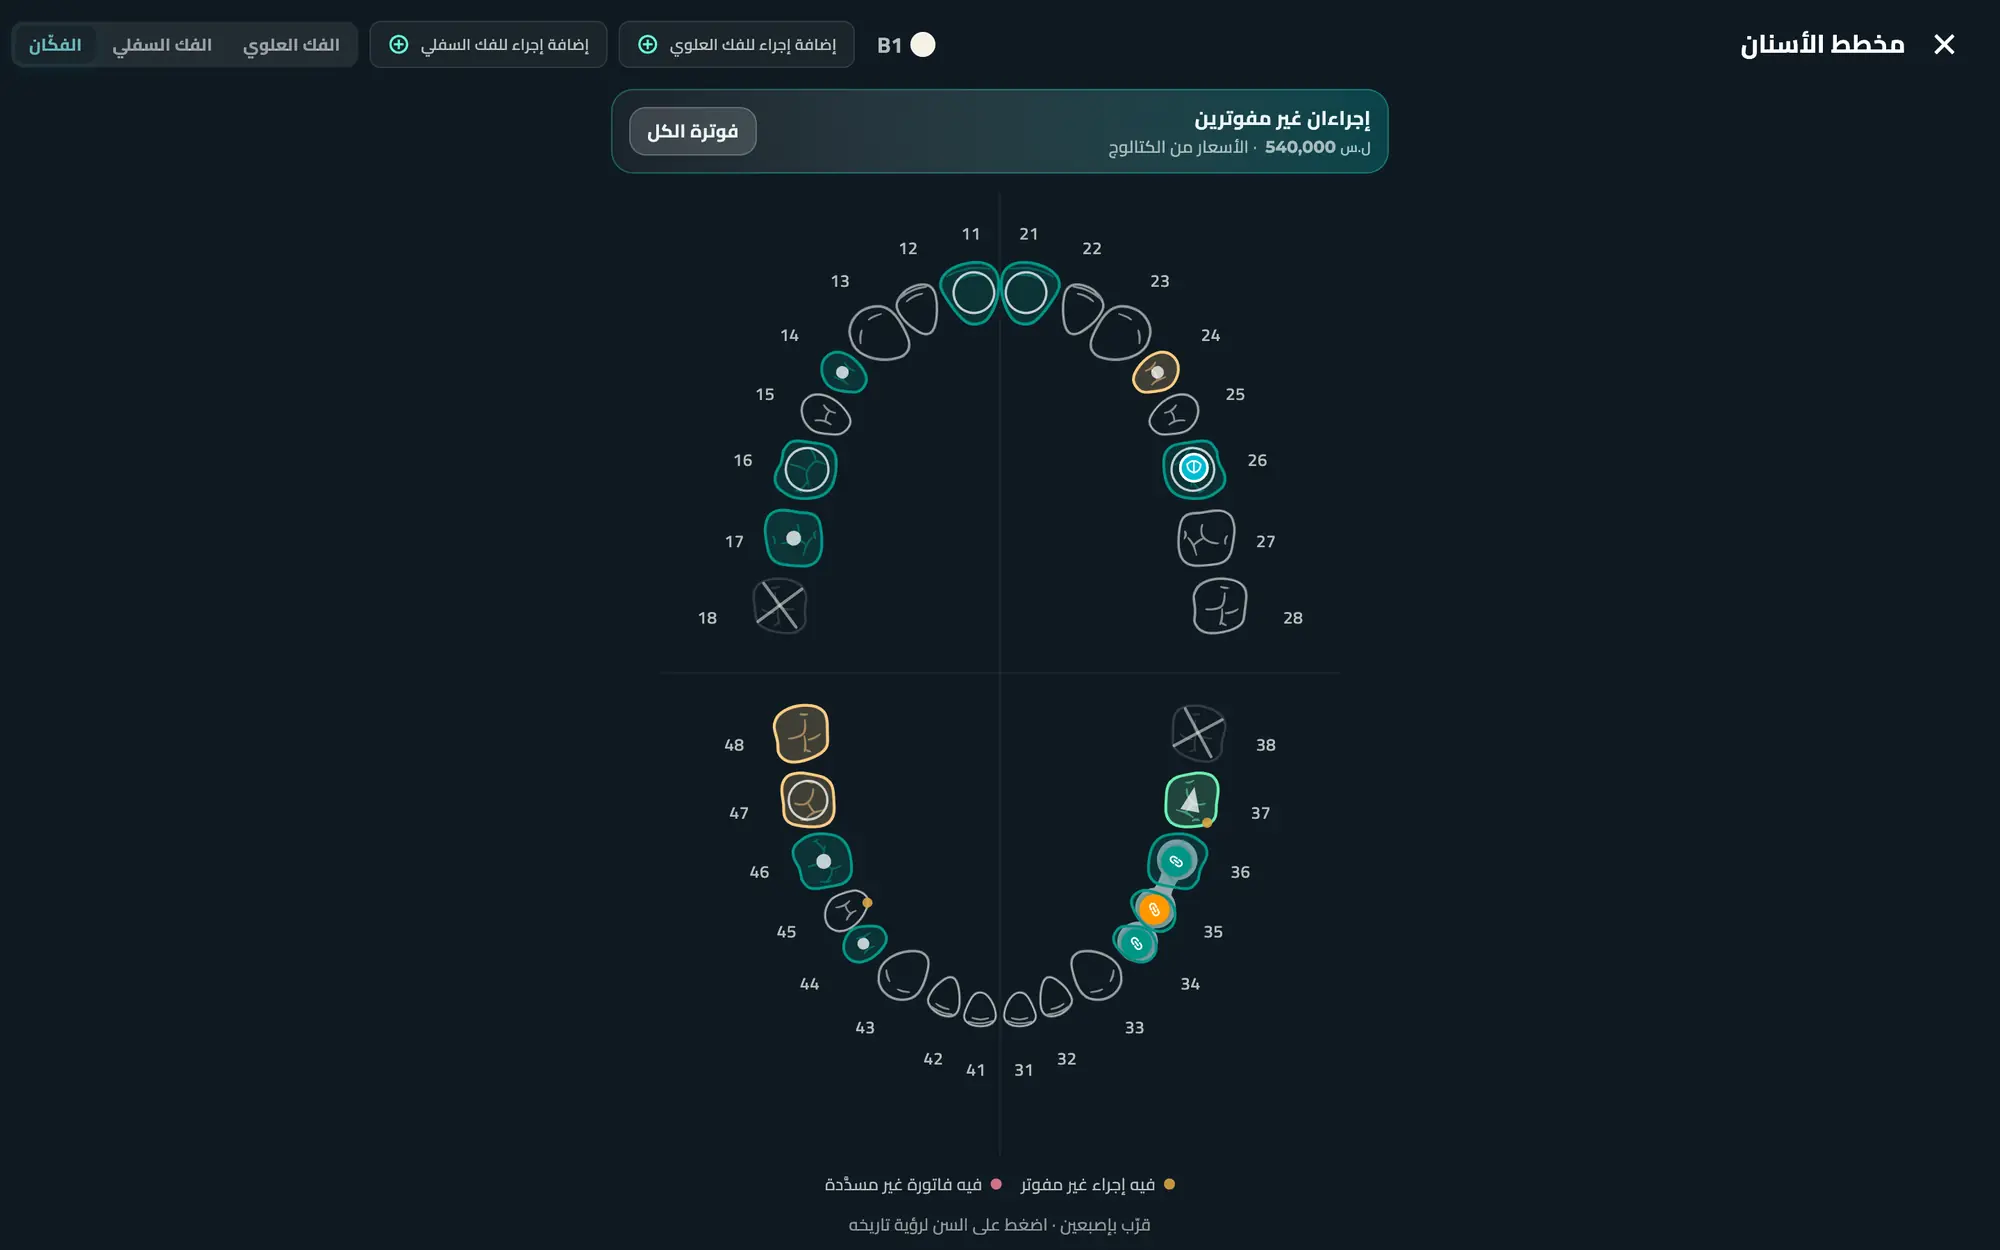 مخطط الأسنان
B1
إضافة إجراء للفك العلوي
إضافة إجراء للفك السفلي
الفك العلوي
الفك السفلي
الفكّان
إجراءان غير مفوترين
ل.س 540,000 · الأسعار من الكتالوج
فوترة الكل
11
21
12
22
13
23
14
24
15
25
16
26
17
27
18
28
48
38
47
37
46
36
45
35
44
34
43
33
42
32
41
31
فيه إجراء غير مفوتر
فيه فاتورة غير مسدَّدة
قرّب بإصبعين · اضغط على السن لرؤية تاريخه